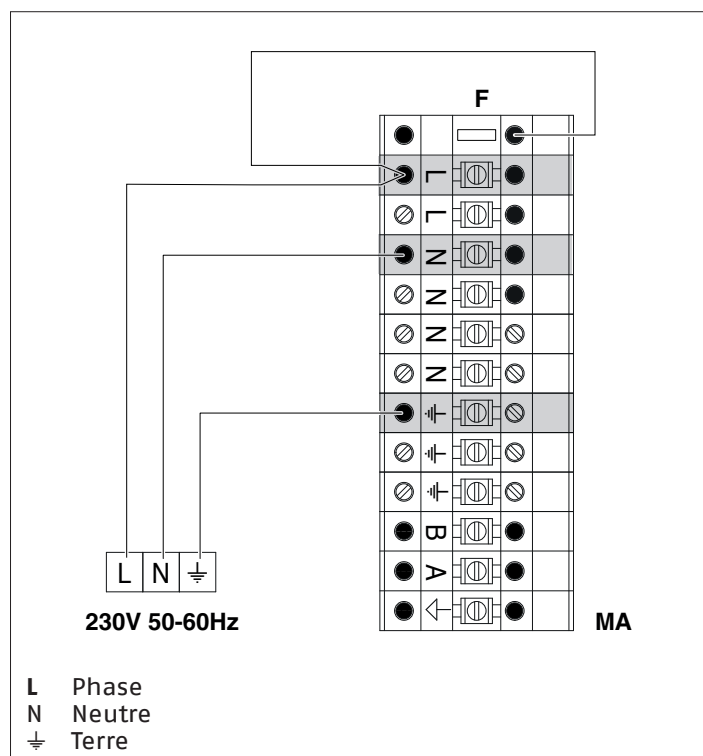 F
L
L
N
N
N
N
⏚
⏚
⏚
B
A
L N ⏚
230V 50-60Hz
MA
L Phase
N Neutre
⏚ Terre